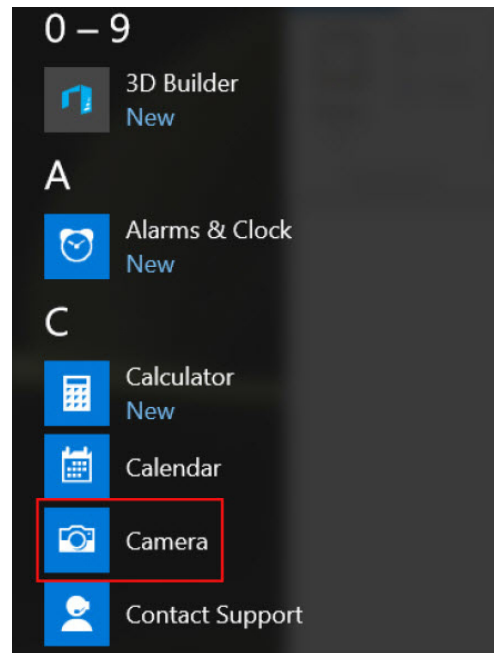 0 – 9
3D Builder
New
A
Alarms & Clock
New
C
Calculator
New
Calendar
Camera
Contact Support